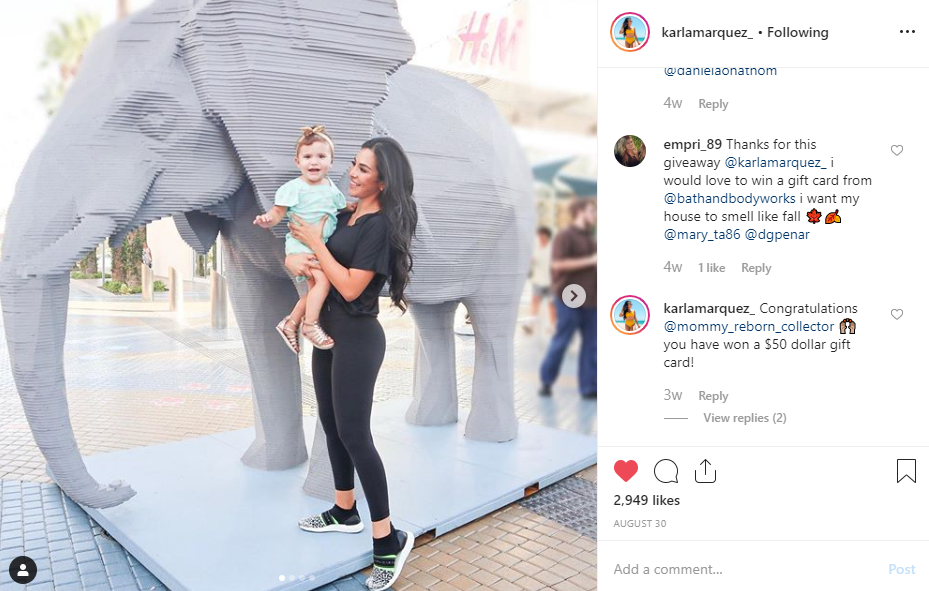 H&M
karlamarquez_ • Following
@danielaonathom
4w Reply
empri_89 Thanks for this
giveaway @karlamarquez_ i
would love to win a gift card from
@bathandbodyworks i want my
house to smell like fall 🍁🍂
@mary_ta86 @dgpenar
4w 1 like Reply
karlamarquez_ Congratulations
@mommy_reborn_collector 🙌
you have won a $50 dollar gift
card!
3w Reply
View replies (2)
2,949 likes
AUGUST 30
Add a comment... Post